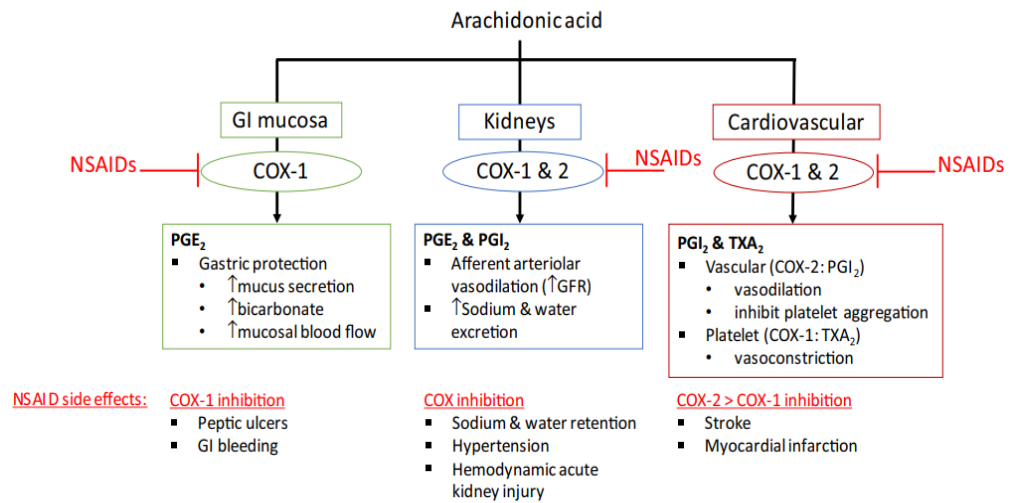 Arachidonic acid
GI mucosa
Kidneys
Cardiovascular
NSAIDs
COX-1
COX-1 & 2
NSAIDs
COX-1 & 2
NSAIDs
PGE₂
▪ Gastric protection
• ↑mucus secretion
• ↑bicarbonate
• ↑mucosal blood flow
PGE₂ & PGI₂
▪ Afferent arteriolar
vasodilation (↑GFR)
▪ ↑Sodium & water
excretion
PGI₂ & TXA₂
▪ Vascular (COX-2: PGI₂)
• vasodilation
• inhibit platelet aggregation
▪ Platelet (COX-1: TXA₂)
• vasoconstriction
NSAID side effects:
COX-1 inhibition
▪ Peptic ulcers
▪ GI bleeding
COX inhibition
▪ Sodium & water retention
▪ Hypertension
▪ Hemodynamic acute
kidney injury
COX-2 > COX-1 inhibition
▪ Stroke
▪ Myocardial infarction